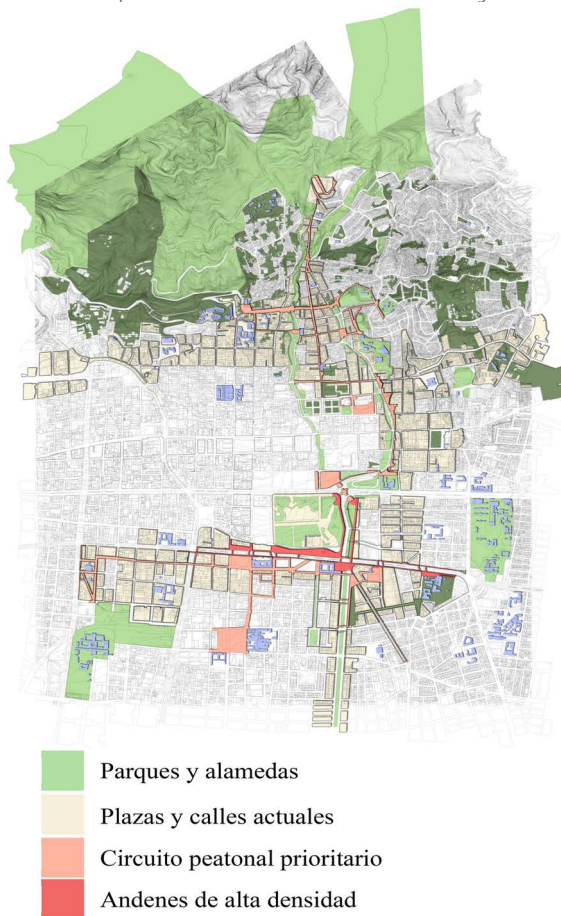 Parques y alamedas
Plazas y calles actuales
Circuito peatonal prioritario
Andenes de alta densidad